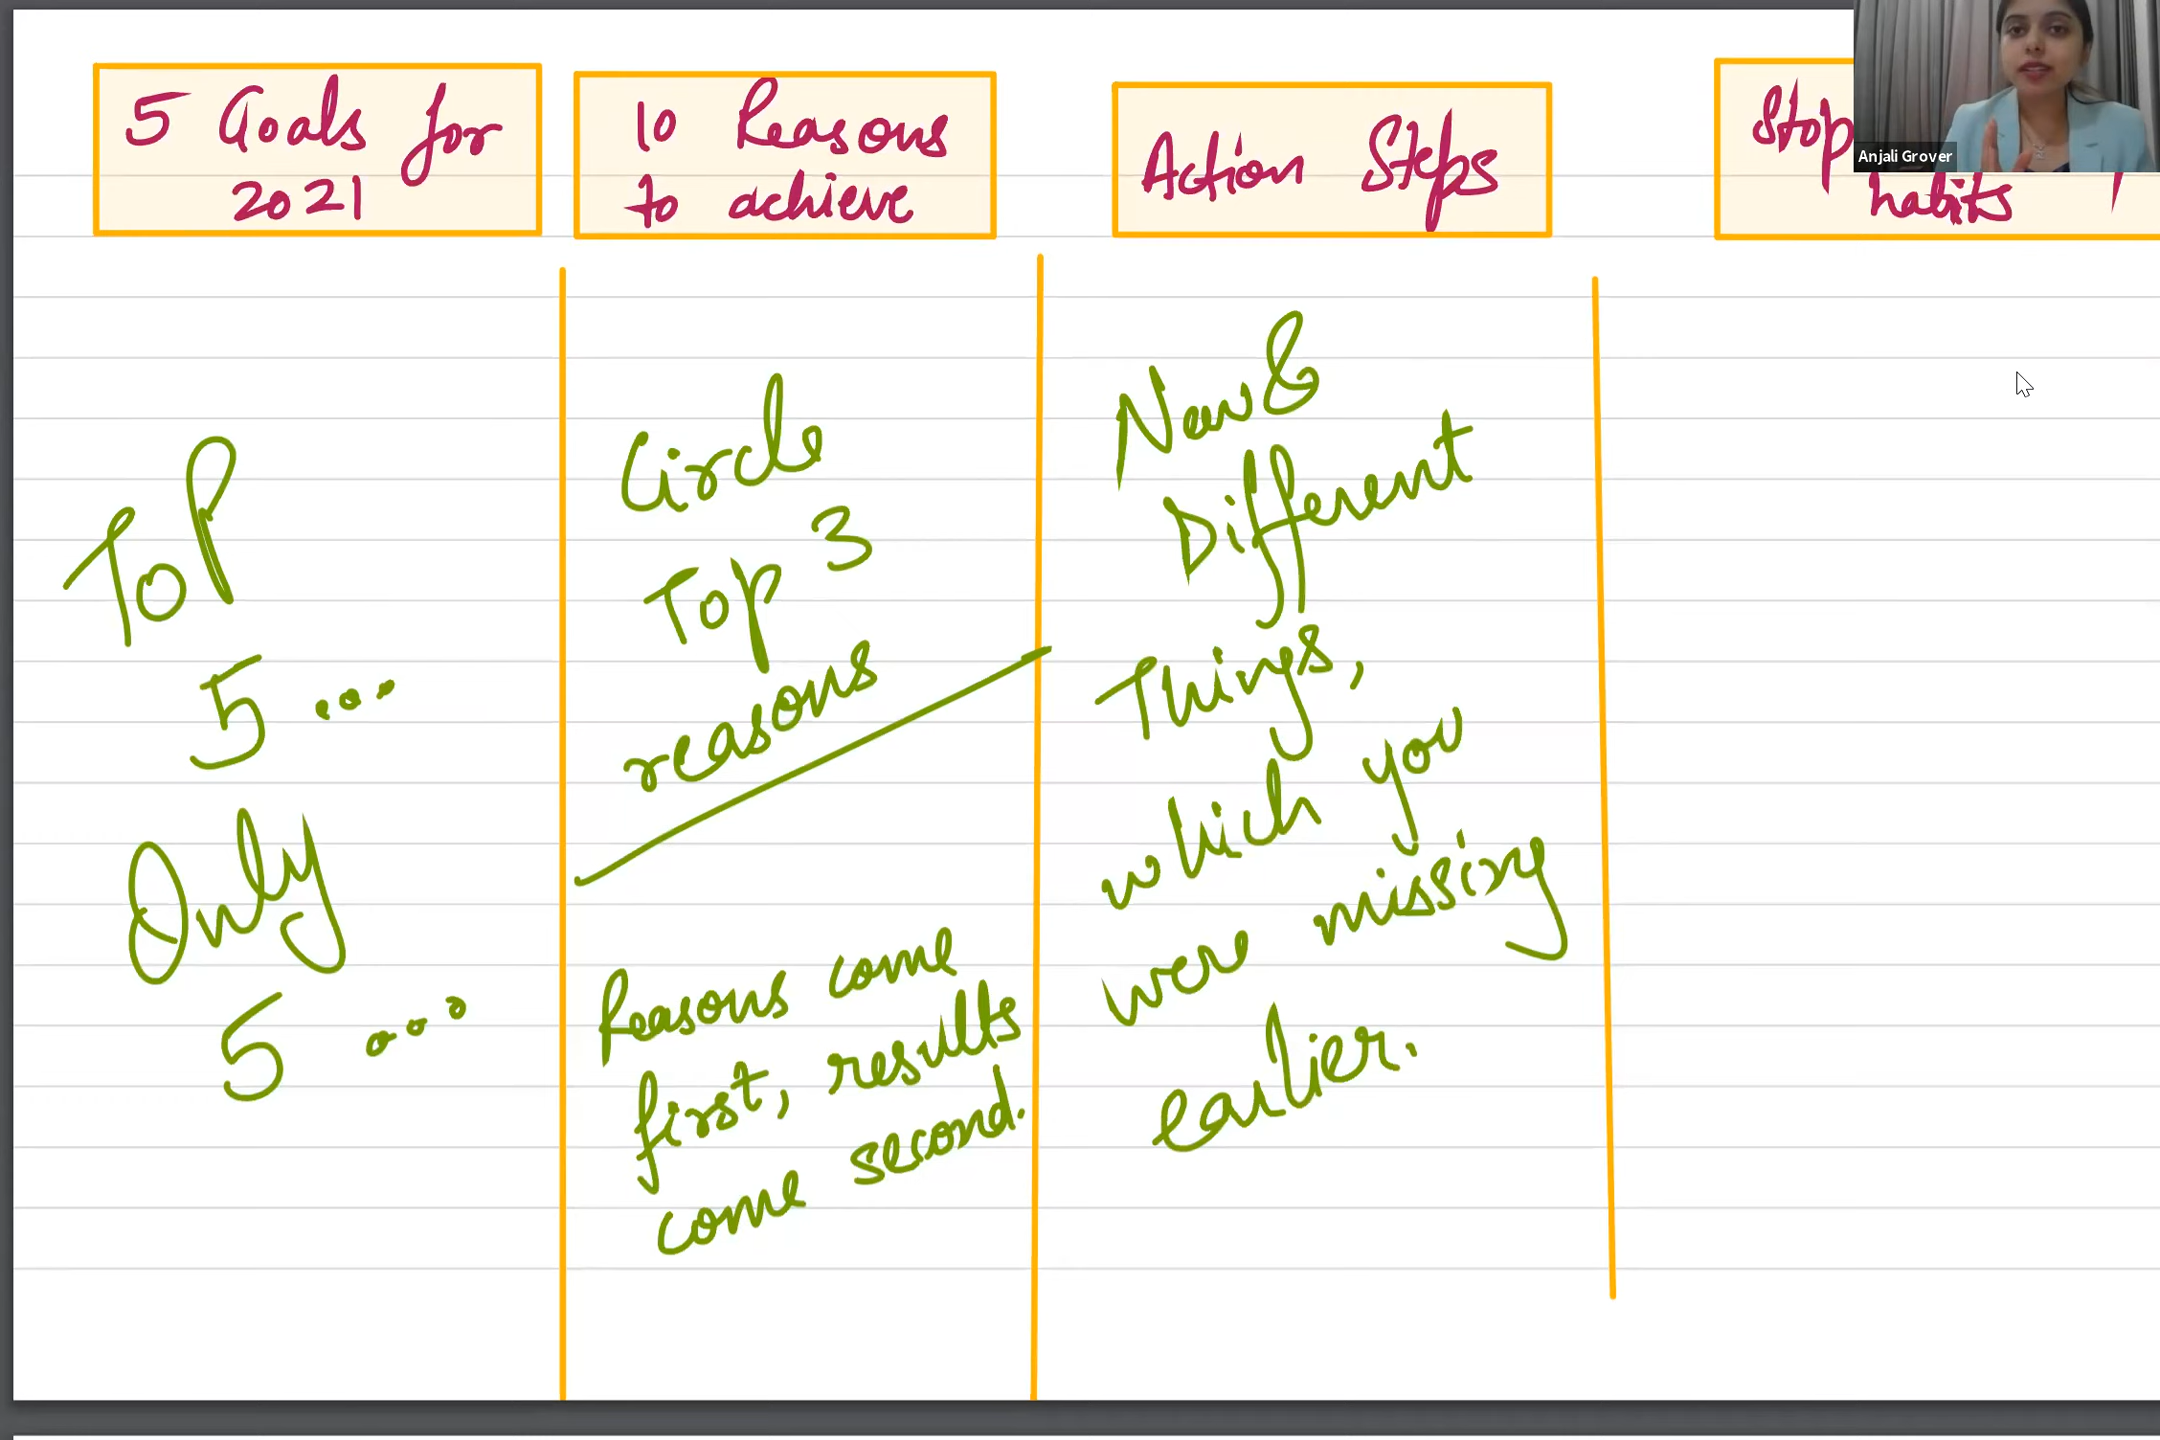 5 Goals for
2021
10 Reasons
to achieve
Action Steps
Stop
habits
Anjali Grover
TOP
5 ...
Only
5 ....
Circle
Top 3
reasons
Reasons come
first, results
come second.
New &
Different
Things,
which you
were missing
earlier.